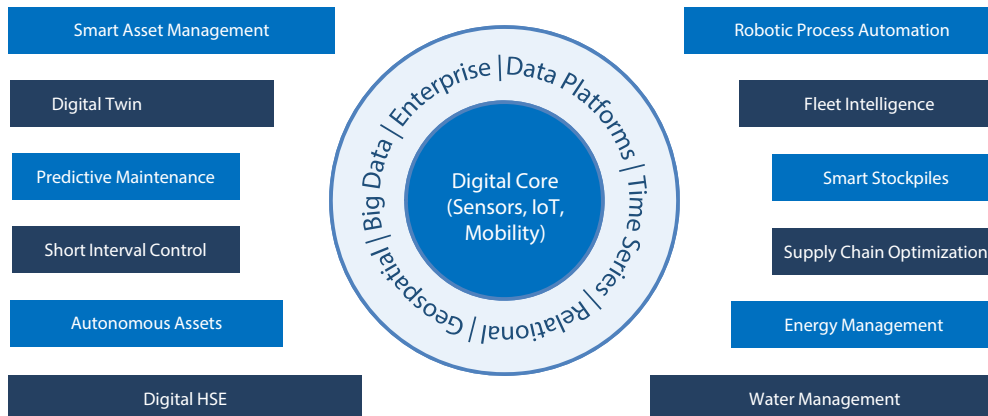 Smart Asset Management
Digital Twin
Predictive Maintenance
Short Interval Control
Autonomous Assets
Digital HSE
Enterprise | Data Platforms | Time Series | Relational | Geospatial | Big Data |
Digital Core
(Sensors, IoT,
Mobility)
Robotic Process Automation
Fleet Intelligence
Smart Stockpiles
Supply Chain Optimization
Energy Management
Water Management